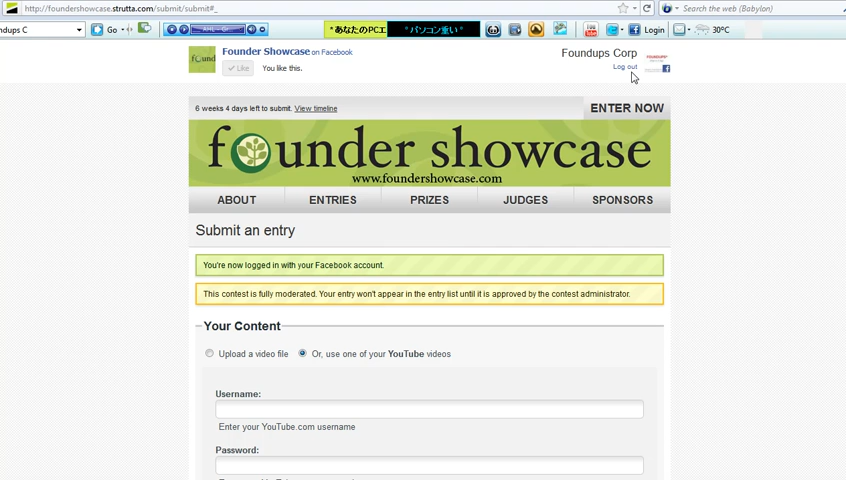 http://foundershowcase.strutta.com/submit/submit#_
Search the web (Babylon)
ndups C
Go
"あなたのPCエ
"パソコン重い"
Login
30°C
Founder Showcase on Facebook
Like
You like this.
Foundups Corp
Log out
6 weeks 4 days left to submit. View timeline
ENTER NOW
founder showcase
www.foundershowcase.com
ABOUT
ENTRIES
PRIZES
JUDGES
SPONSORS
Submit an entry
You're now logged in with your Facebook account.
This contest is fully moderated. Your entry won't appear in the entry list until it is approved by the contest administrator.
Your Content
Upload a video file
Or, use one of your YouTube videos
Username:
Enter your YouTube.com username
Password: